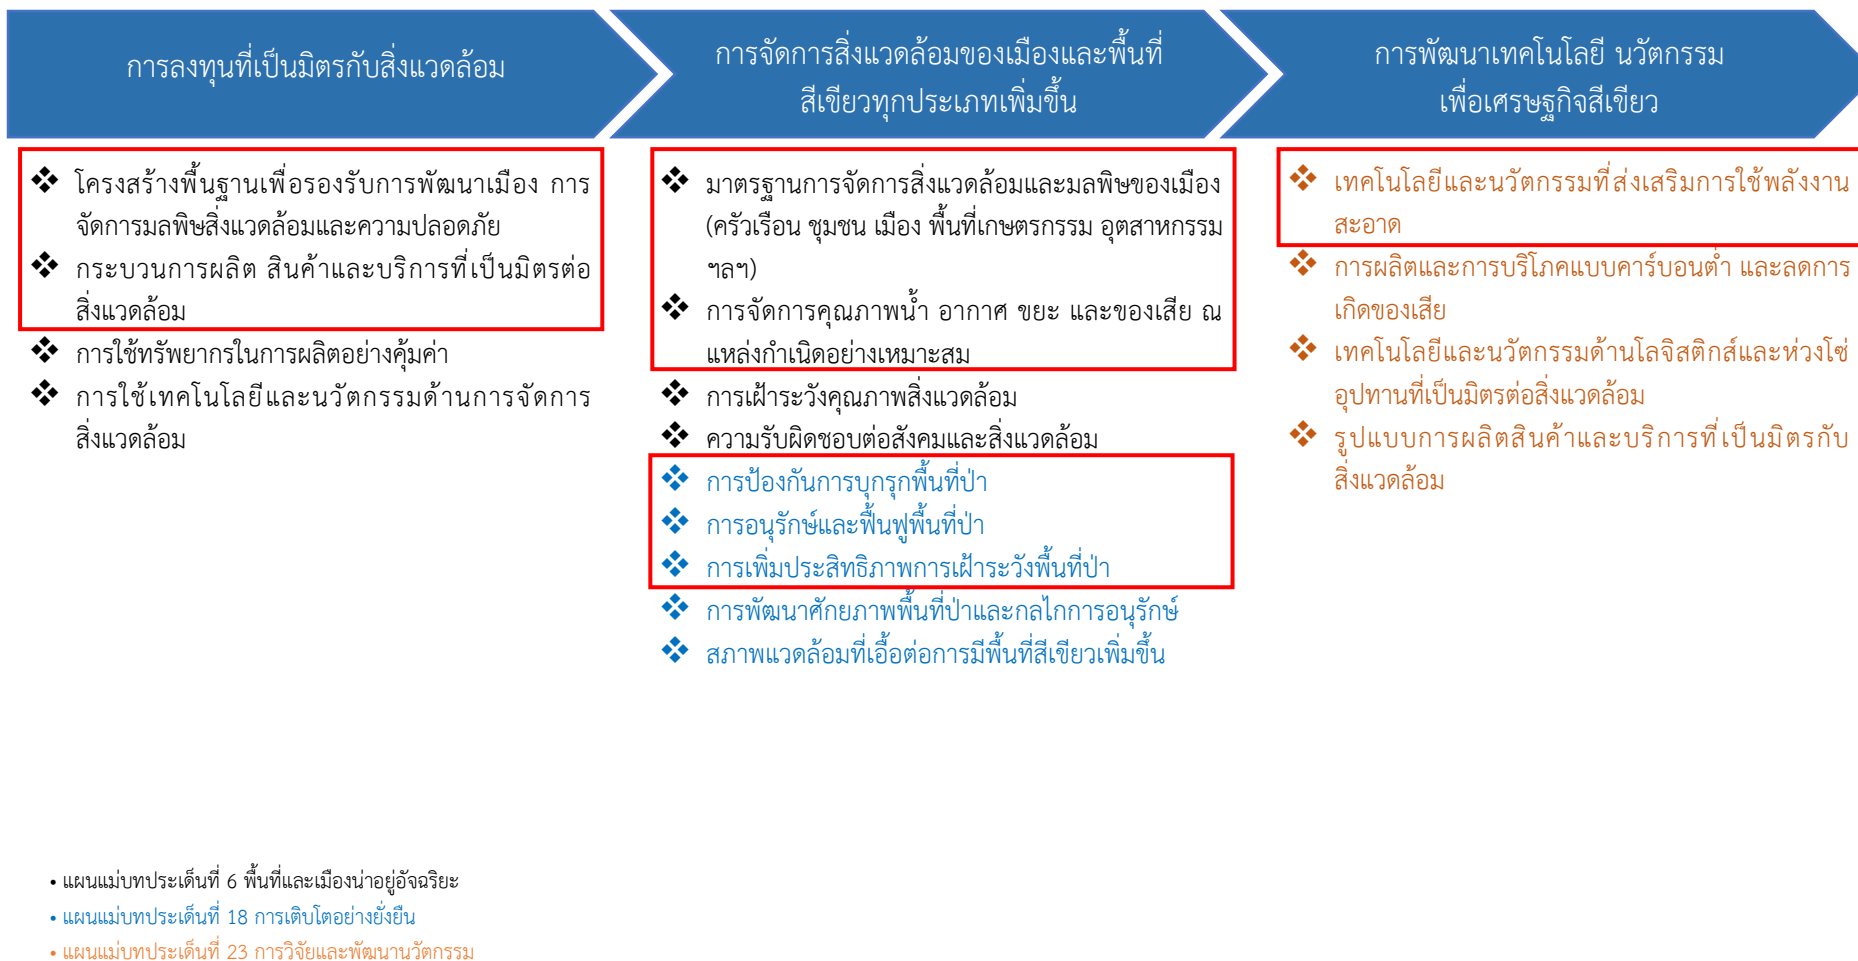 การลงทุนที่เป็นมิตรกับสิ่งแวดล้อม
การจัดการสิ่งแวดล้อมของเมืองและพื้นที่
สีเขียวทุกประเภทเพิ่มขึ้น
การพัฒนาเทคโนโลยี นวัตกรรม
เพื่อเศรษฐกิจสีเขียว
❖ โครงสร้างพื้นฐานเพื่อรองรับการพัฒนาเมือง การ
จัดการมลพิษสิ่งแวดล้อมและความปลอดภัย
❖ กระบวนการผลิต สินค้าและบริการที่เป็นมิตรต่อ
สิ่งแวดล้อม
❖ การใช้ทรัพยากรในการผลิตอย่างคุ้มค่า
❖ การใช้เทคโนโลยีและนวัตกรรมด้านการจัดการ
สิ่งแวดล้อม
❖ มาตรฐานการจัดการสิ่งแวดล้อมและมลพิษของเมือง
(ครัวเรือน ชุมชน เมือง พื้นที่เกษตรกรรม อุตสาหกรรม
ฯลฯ)
❖ การจัดการคุณภาพน้ำ อากาศ ขยะ และของเสีย ณ
แหล่งกำเนิดอย่างเหมาะสม
❖ การเฝ้าระวังคุณภาพสิ่งแวดล้อม
❖ ความรับผิดชอบต่อสังคมและสิ่งแวดล้อม
❖ การป้องกันการบุกรุกพื้นที่ป่า
❖ การอนุรักษ์และฟื้นฟูพื้นที่ป่า
❖ การเพิ่มประสิทธิภาพการเฝ้าระวังพื้นที่ป่า
❖ การพัฒนาศักยภาพพื้นที่ป่าและกลไกการอนุรักษ์
❖ สภาพแวดล้อมที่เอื้อต่อการมีพื้นที่สีเขียวเพิ่มขึ้น
❖ เทคโนโลยีและนวัตกรรมที่ส่งเสริมการใช้พลังงาน
สะอาด
❖ การผลิตและการบริโภคแบบคาร์บอนต่ำ และลดการ
เกิดของเสีย
❖ เทคโนโลยีและนวัตกรรมด้านโลจิสติกส์และห่วงโซ่
อุปทานที่เป็นมิตรต่อสิ่งแวดล้อม
❖ รูปแบบการผลิตสินค้าและบริการที่เป็นมิตรกับ
สิ่งแวดล้อม
• แผนแม่บทประเด็นที่ 6 พื้นที่และเมืองน่าอยู่อัจฉริยะ
• แผนแม่บทประเด็นที่ 18 การเติบโตอย่างยั่งยืน
• แผนแม่บทประเด็นที่ 23 การวิจัยและพัฒนานวัตกรรม